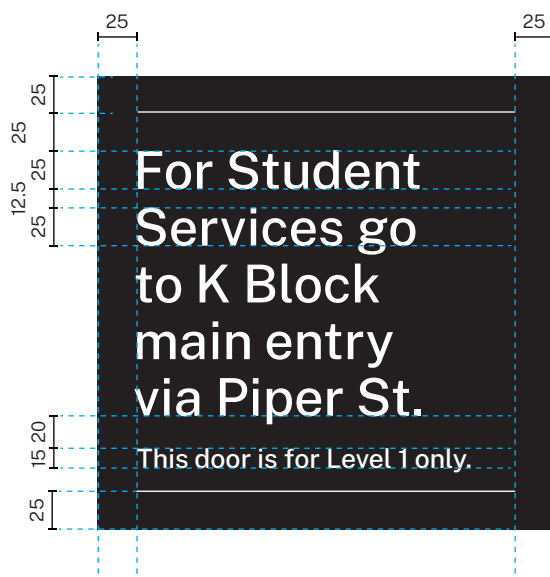 25
25
25
25
25
12.5
25
For Student
Services go
to K Block
main entry
via Piper St.
20
15
This door is for Level 1 only.
25